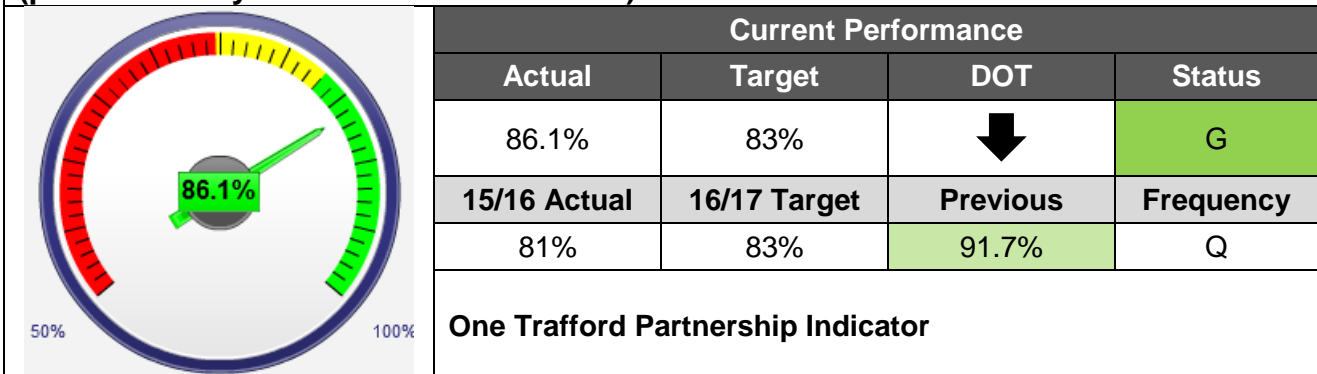 Current Performance
Actual Target DOT Status
86.1% 83% G
86.1%
15/16 Actual 16/17 Target Previous Frequency
81% 83% 91.7% Q
50% 100%
One Trafford Partnership Indicator